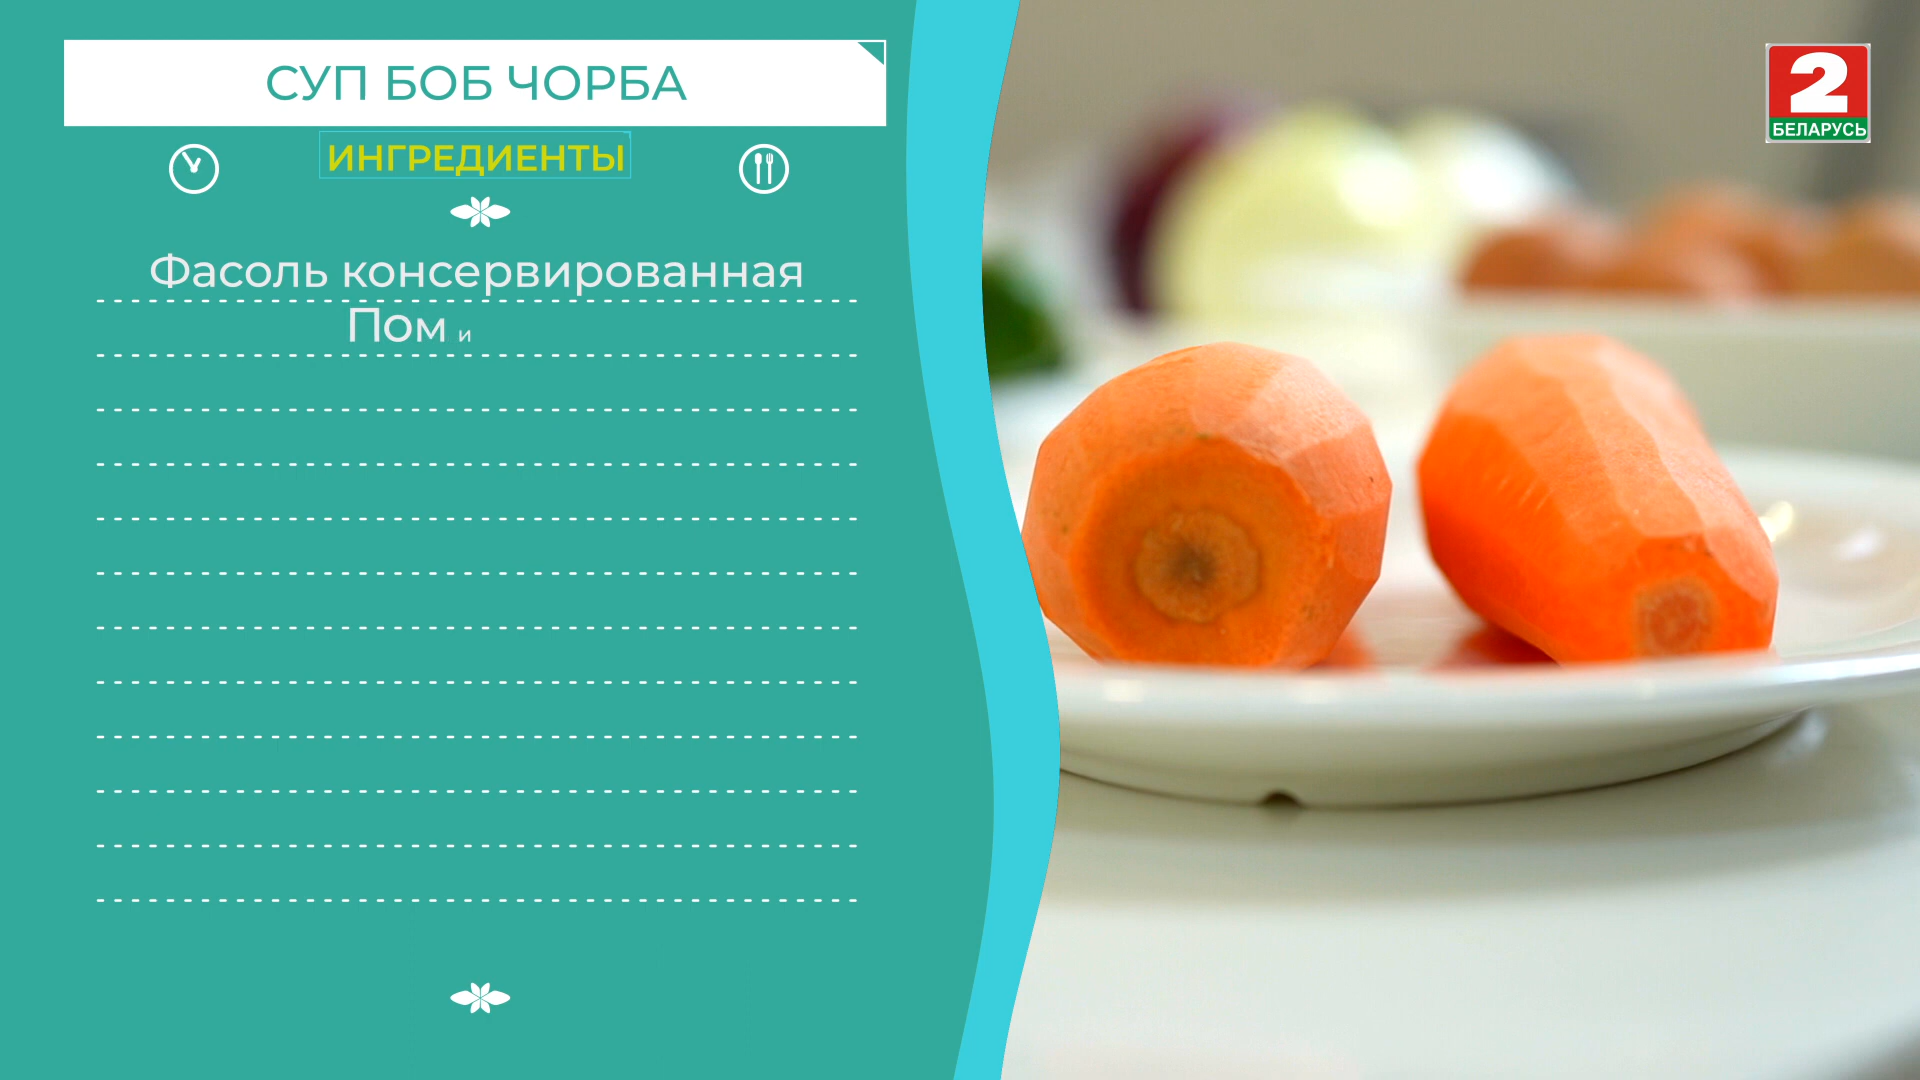 СУП БОБ ЧОРБА
ИНГРЕДИЕНТЫ
Фасоль консервированная
Пом и
2
БЕЛАРУСЬ